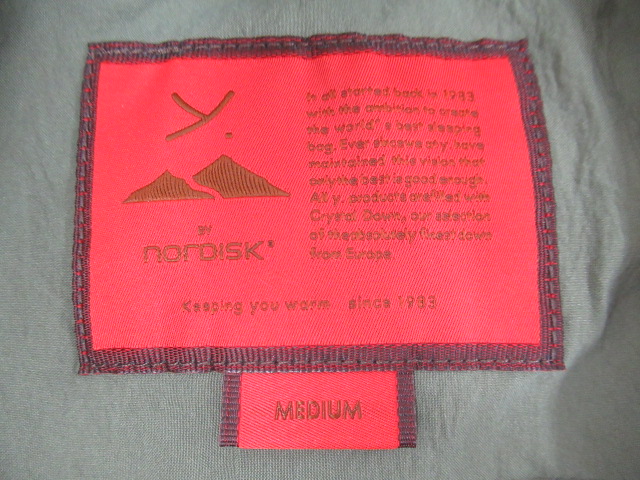 y.
BY
nordisk®
It all started back in 1983
with the ambition to create
the world's best sleeping
bag. Ever since ey. have
maintained this vision that
only the best is good enough.
All y. products are filled with
Crystal Down, our selection
of the absolutely finest down
from Europe.
Keeping you warm since 1983
MEDIUM